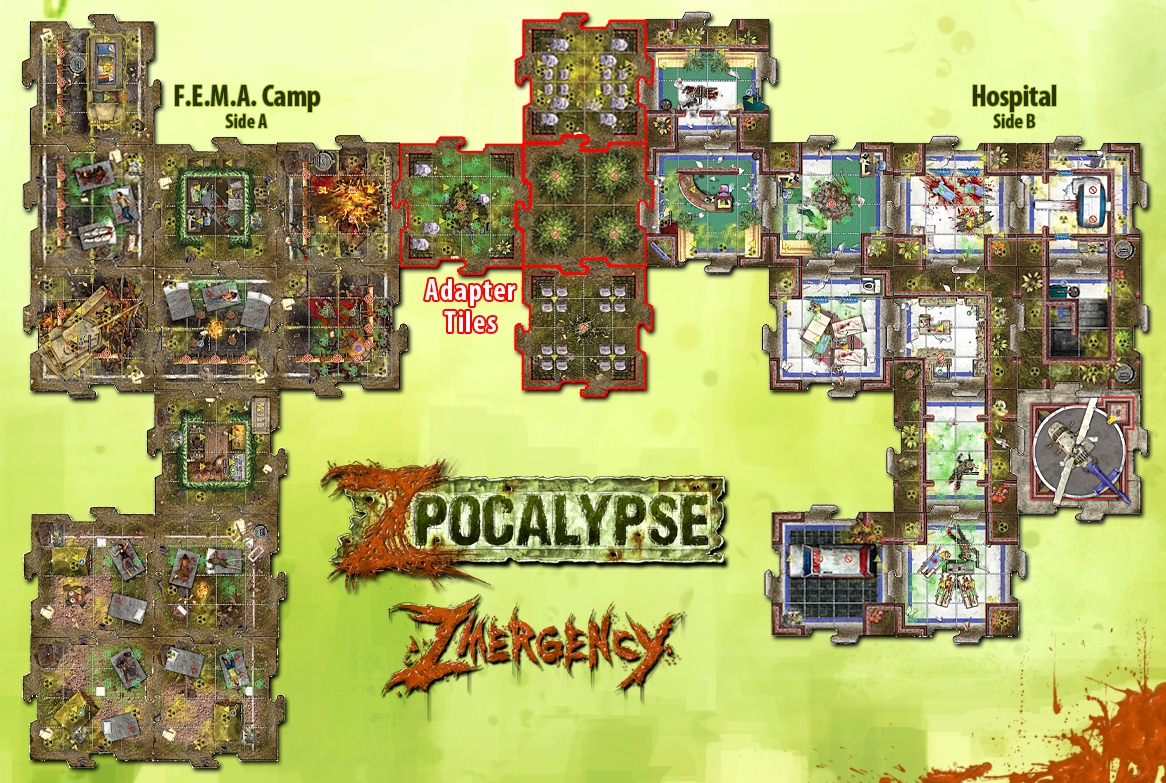 F.E.M.A. Camp
Side A
Hospital
Side B
Adapter
Tiles
ZPOCALYPSE
ZMERGENCY